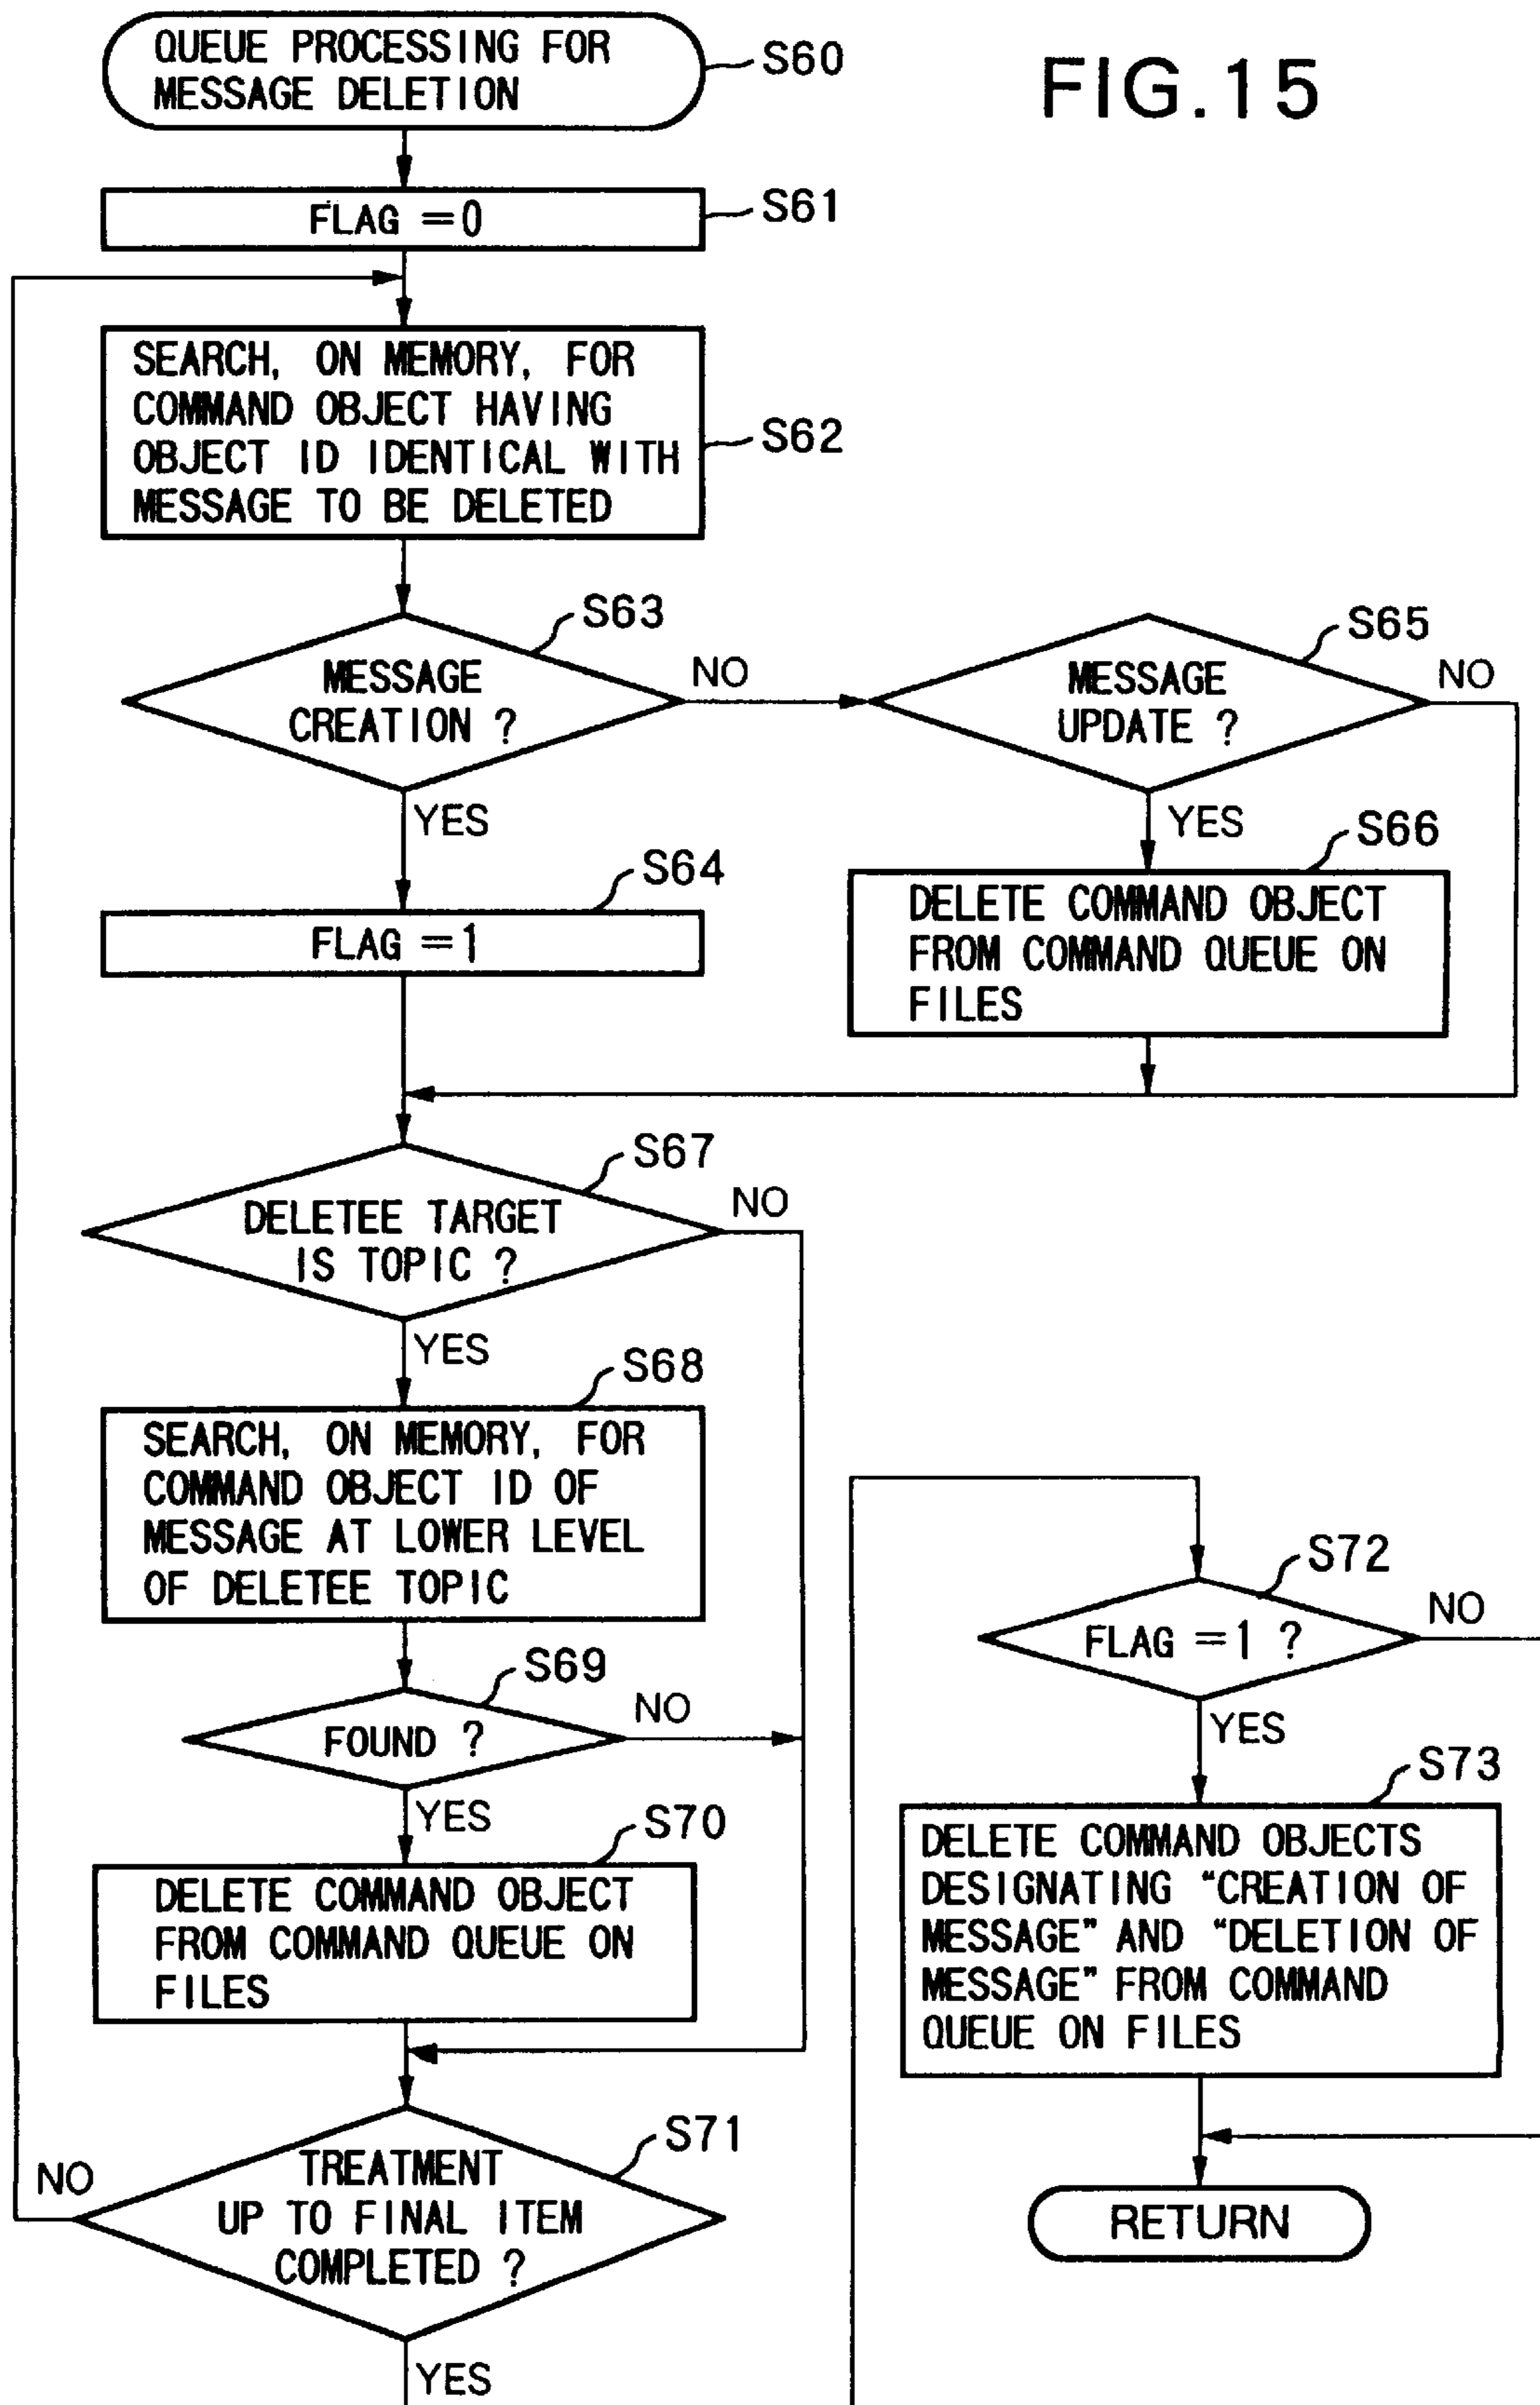 FIG.15
QUEUE PROCESSING FOR
MESSAGE DELETION
S60
FLAG =0
S61
SEARCH, ON MEMORY, FOR
COMMAND OBJECT HAVING
OBJECT ID IDENTICAL WITH
MESSAGE TO BE DELETED
S62
S63
MESSAGE
CREATION ?
NO
YES
S65
MESSAGE
UPDATE ?
NO
YES
S64
FLAG =1
S66
DELETE COMMAND OBJECT
FROM COMMAND QUEUE ON
FILES
S67
DELETEE TARGET
IS TOPIC ?
NO
YES
S68
SEARCH, ON MEMORY, FOR
COMMAND OBJECT ID OF
MESSAGE AT LOWER LEVEL
OF DELETEE TOPIC
S69
FOUND ?
NO
YES
S70
DELETE COMMAND OBJECT
FROM COMMAND QUEUE ON
FILES
S71
TREATMENT
UP TO FINAL ITEM
COMPLETED ?
NO
YES
S72
FLAG =1 ?
NO
YES
S73
DELETE COMMAND OBJECTS
DESIGNATING “CREATION OF
MESSAGE” AND “DELETION OF
MESSAGE” FROM COMMAND
QUEUE ON FILES
RETURN